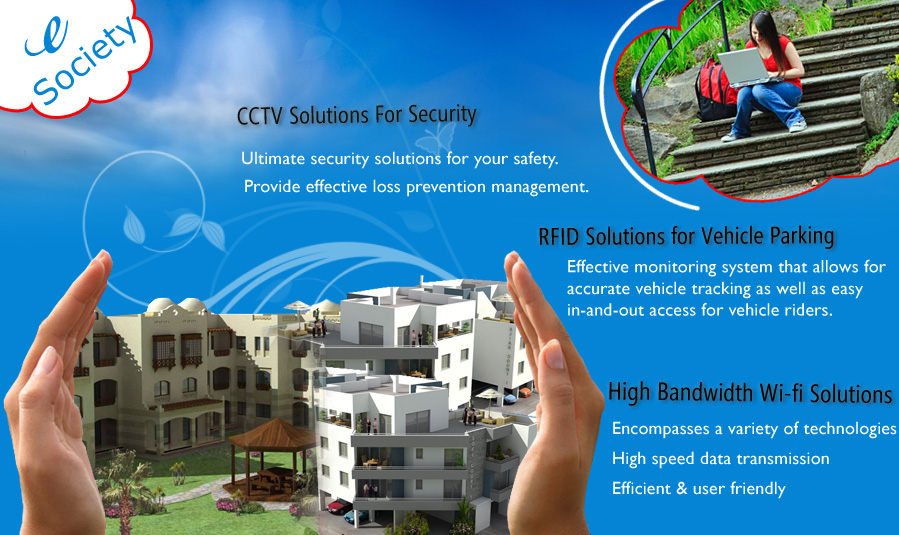 e
Society
CCTV Solutions For Security
Ultimate security solutions for your safety.
Provide effective loss prevention management.
RFID Solutions for Vehicle Parking
Effective monitoring system that allows for
accurate vehicle tracking as well as easy
in-and-out access for vehicle riders.
High Bandwidth Wi-fi Solutions
Encompasses a variety of technologies
High speed data transmission
Efficient & user friendly